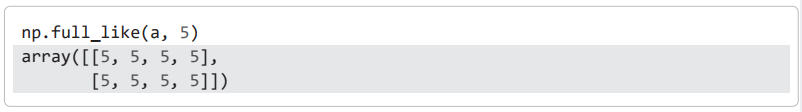 np.full_like(a, 5)
array([[5, 5, 5, 5],
       [5, 5, 5, 5]])